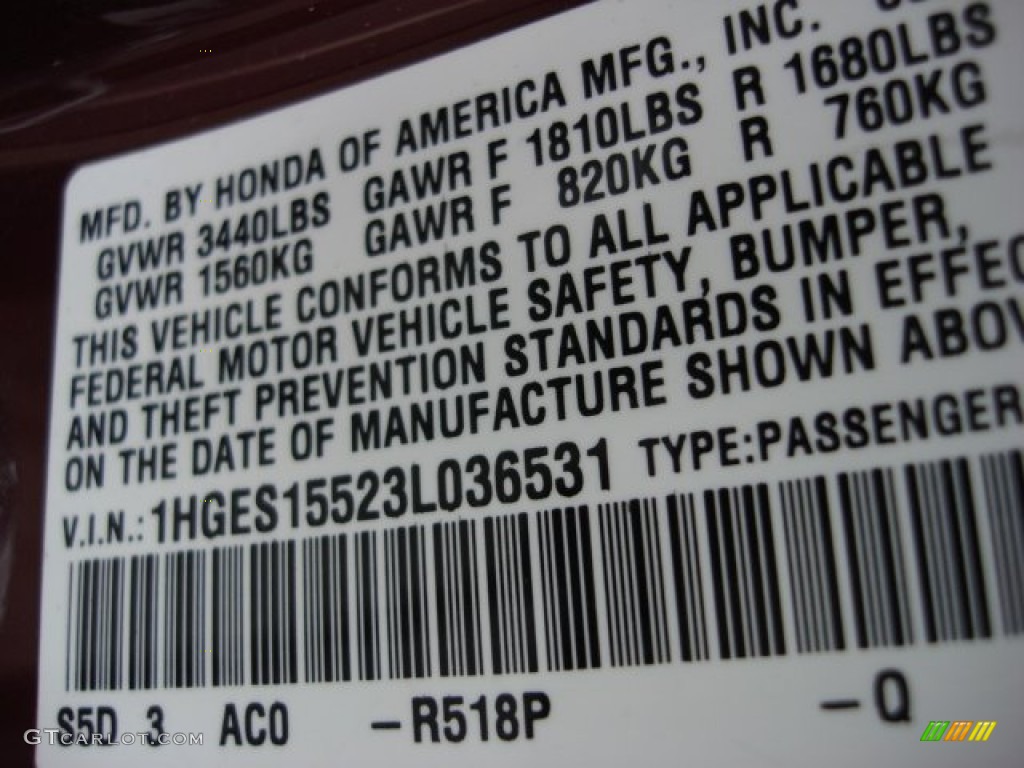 MFD. BY HONDA OF AMERICA MFG., INC.
GVWR 3440LBS GAWR F 1810LBS R 1680LBS
GVWR 1560KG GAWR F 820KG R 760KG
THIS VEHICLE CONFORMS TO ALL APPLICABLE
FEDERAL MOTOR VEHICLE SAFETY, BUMPER,
AND THEFT PREVENTION STANDARDS IN EFFEC
ON THE DATE OF MANUFACTURE SHOWN ABOV
V.I.N.: 1HGES15523L036531 TYPE:PASSENGER
S5D 3 AC0 –R518P –Q
GTCARLOT.COM